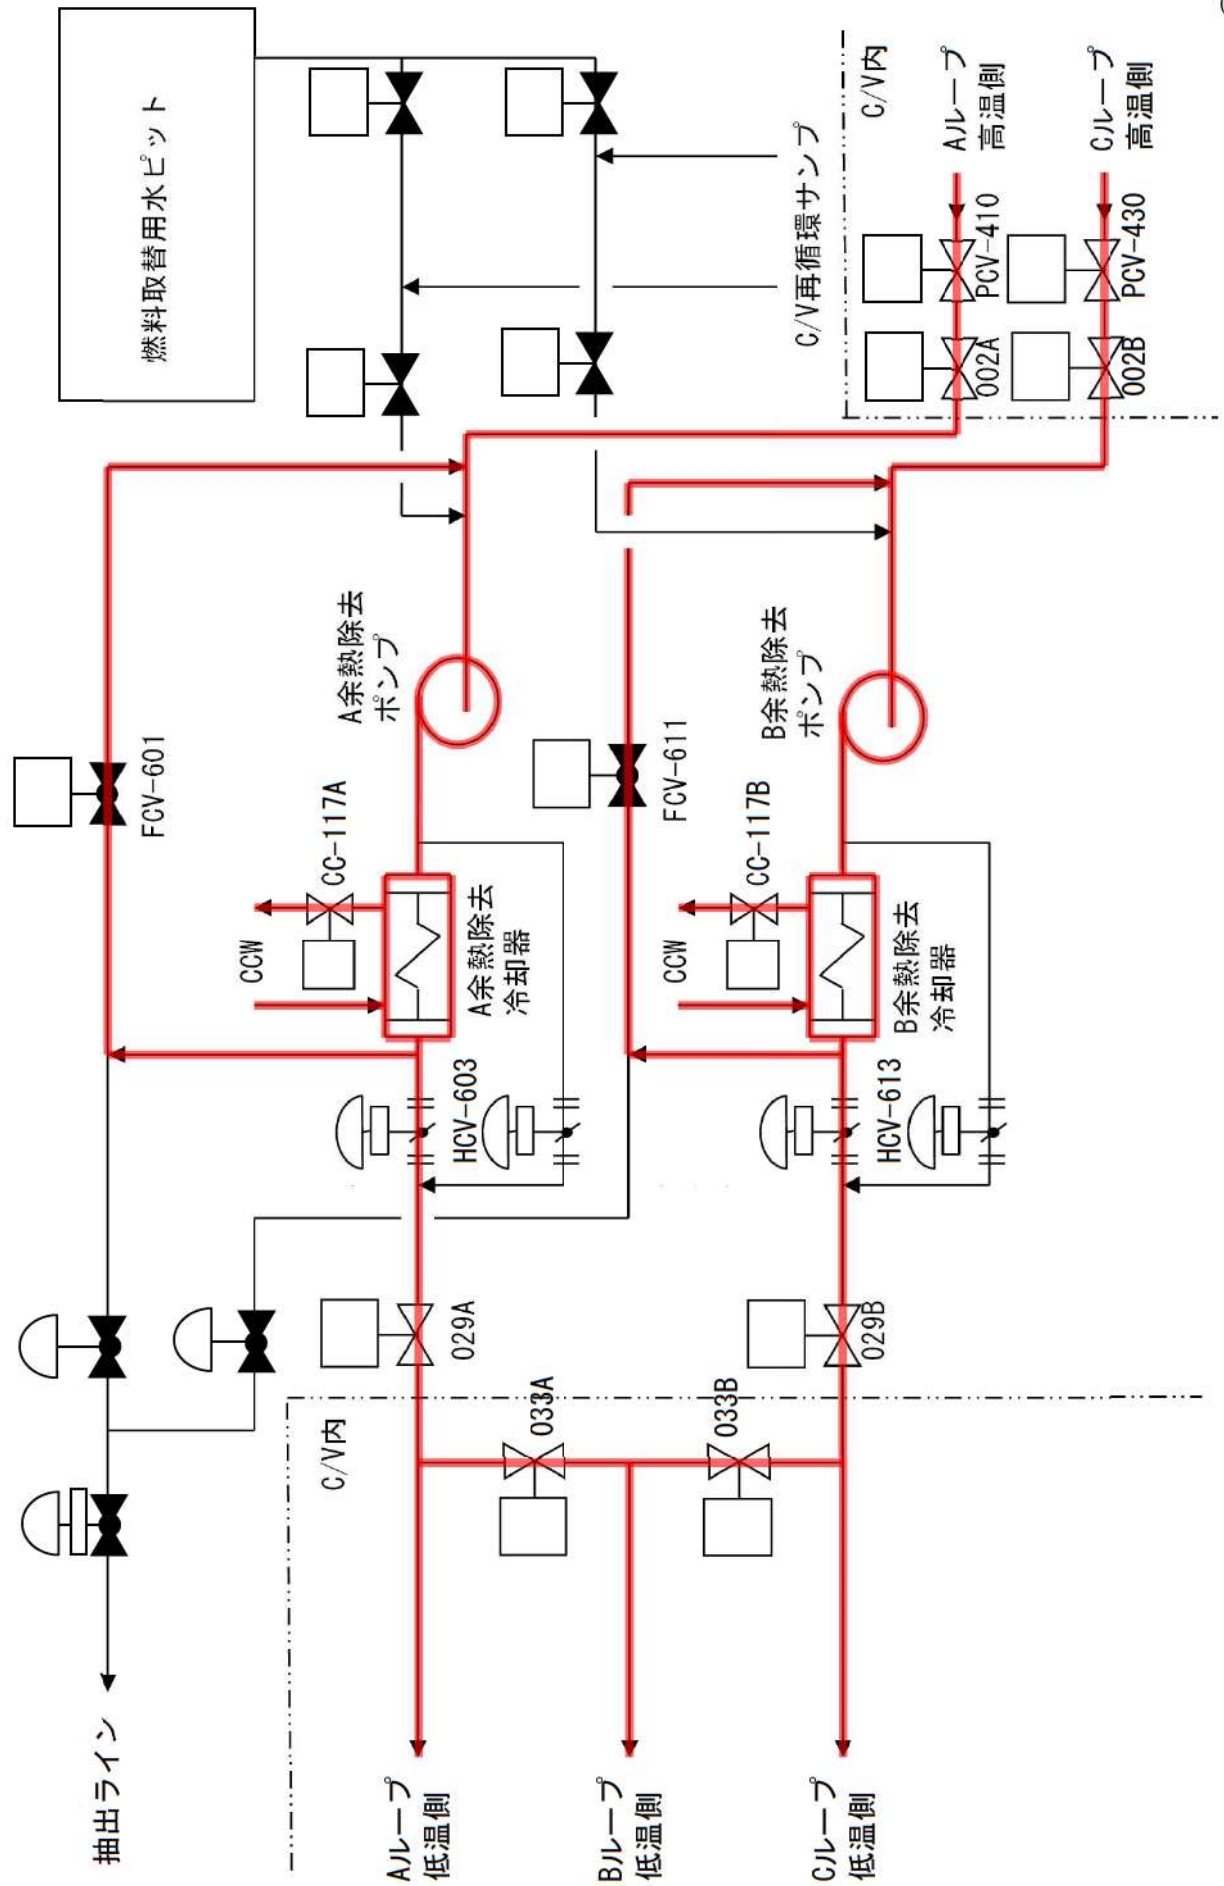 燃料取替用水ピット
C/V再循環サンプ
C/V内
Aループ
高温側
Cループ
高温側
PCV-410
PCV-430
002A
002B
A余熱除去
ポンプ
B余熱除去
ポンプ
FCV-601
FCV-611
CC-117A
CC-117B
CCW
CCW
A余熱除去
冷却器
B余熱除去
冷却器
HCV-603
HCV-613
029A
029B
033A
033B
C/V内
抽出ライン
Aループ
低温側
Bループ
低温側
Cループ
低温側